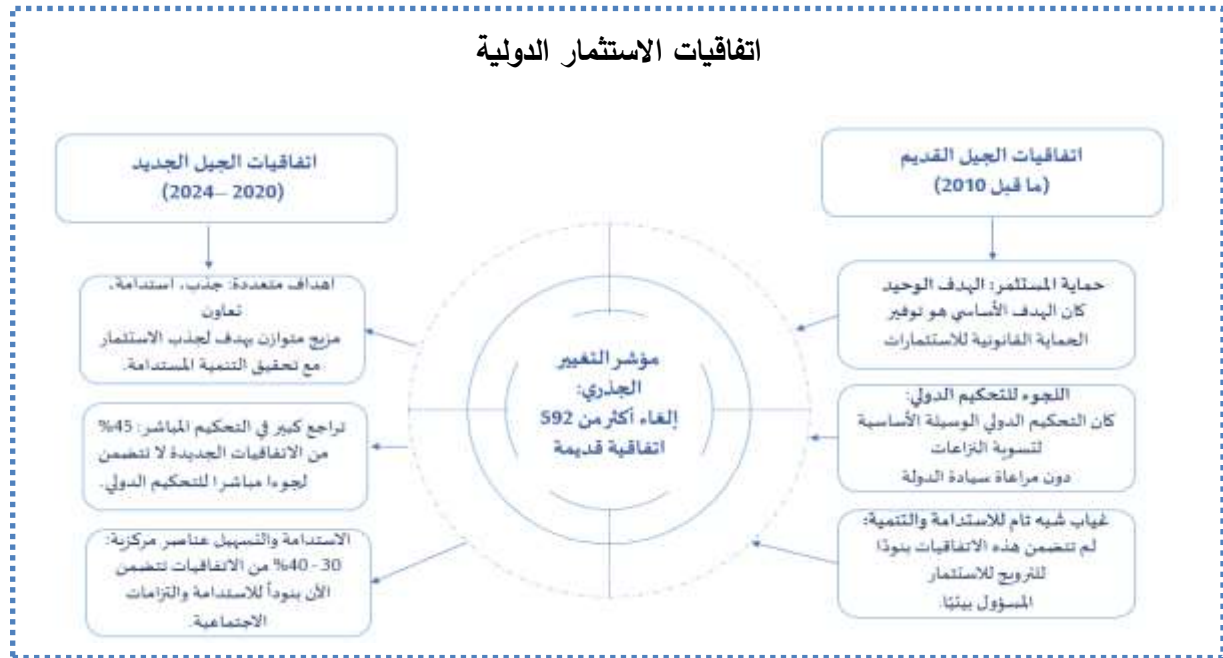 اتفاقيات الاستثمار الدولية
اتفاقيات الجيل القديم
(ما قبل 2010)
حماية المستثمر: الهدف الوحيد
كان الهدف الأساسي هو توفير
الحماية القانونية للاستثمارات
اللجوء للتحكيم الدولي:
كان التحكيم الدولي الوسيلة الأساسية
لتسوية النزاعات
دون مراعاة سيادة الدولة
غياب شبه تام للاستدامة والتنمية:
لم تتضمن هذه الاتفاقيات بنودًا
للترويج للاستثمار
المسؤول بيئيًا.
مؤشر التغيير
الجذري:
إلغاء أكثر من 592
اتفاقية قديمة
اتفاقيات الجيل الجديد
(2020 – 2024)
اهداف متعددة: جذب، استدامة،
تعاون
مزيج متوازن يهدف لجذب الاستثمار
مع تحقيق التنمية المستدامة.
تراجع كبير في التحكيم المباشر: 45%
من الاتفاقيات الجديدة لا تتضمن
لجوءا مباشرا للتحكيم الدولي.
الاستدامة والتسهيل عناصر مركزية:
30 - 40% من الاتفاقيات تتضمن
الآن بنوداً للاستدامة والتزامات
الاجتماعية.